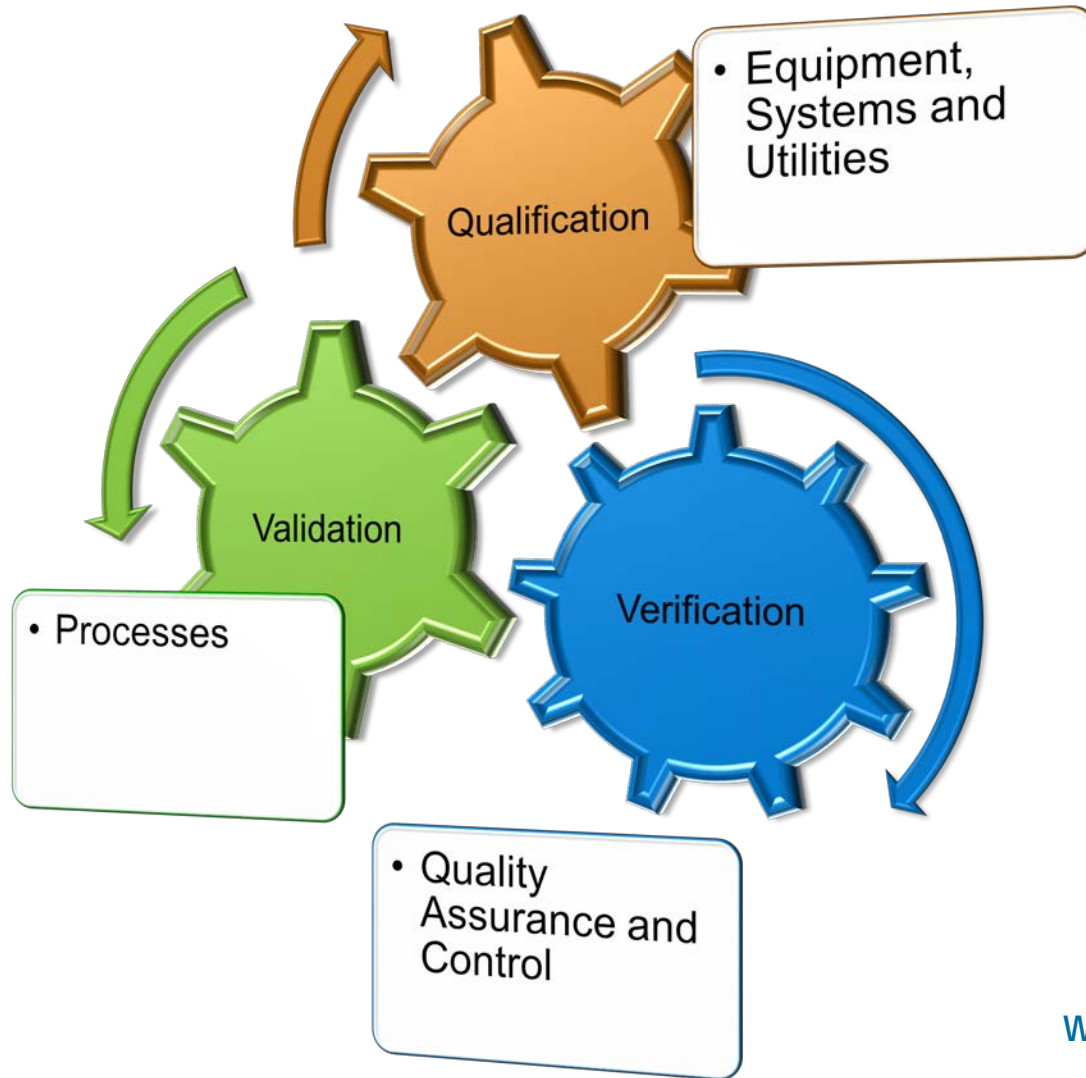 • Equipment,
Systems and
Utilities
Qualification
Validation
• Processes
Verification
• Quality
Assurance and
Control
W